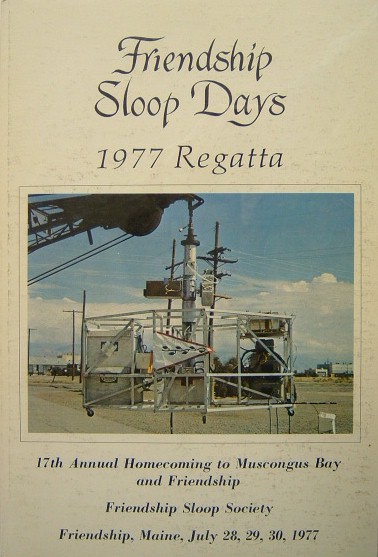 Friendship
Sloop Days
1977 Regatta
17th Annual Homecoming to Muscongus Bay
and Friendship
Friendship Sloop Society
Friendship, Maine, July 28, 29, 30, 1977